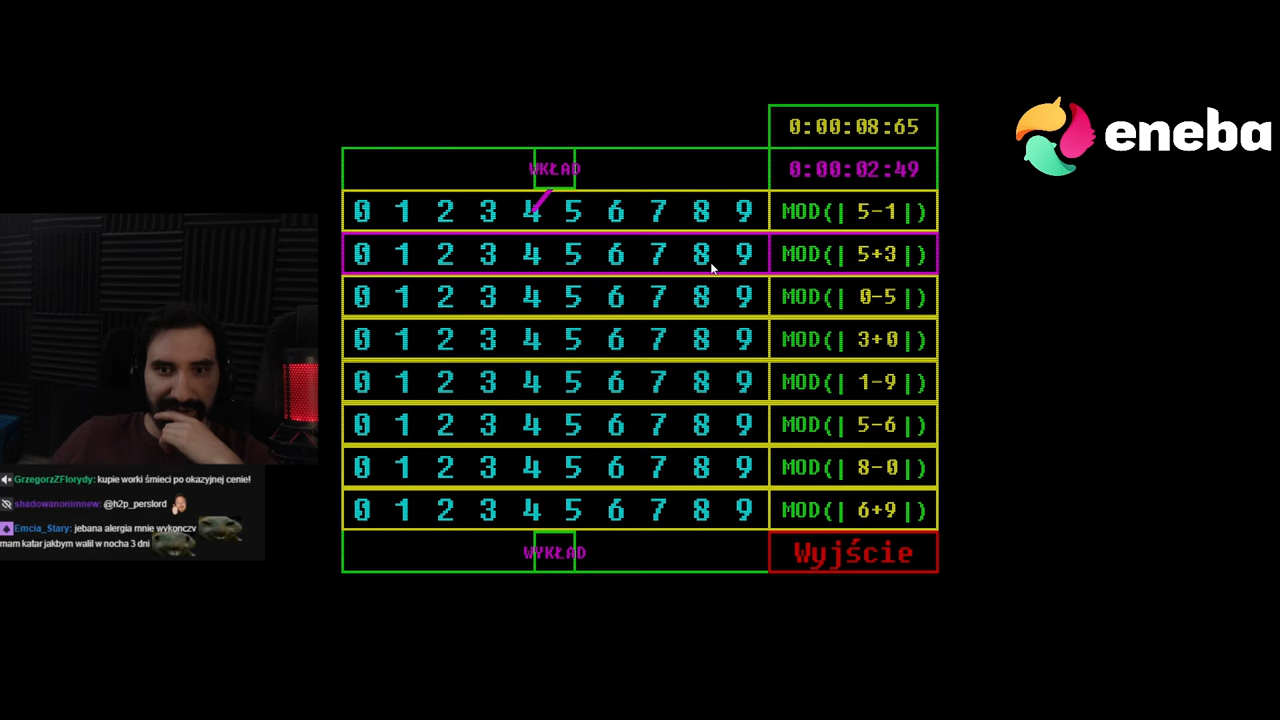 eneba
0:00:08:65
WKŁAD
0:00:02:49
0 1 2 3 4 5 6 7 8 9 MOD(| 5-1 |)
0 1 2 3 4 5 6 7 8 9 MOD(| 5+3 |)
0 1 2 3 4 5 6 7 8 9 MOD(| 0-5 |)
0 1 2 3 4 5 6 7 8 9 MOD(| 3+0 |)
0 1 2 3 4 5 6 7 8 9 MOD(| 1-9 |)
0 1 2 3 4 5 6 7 8 9 MOD(| 5-6 |)
0 1 2 3 4 5 6 7 8 9 MOD(| 8-0 |)
0 1 2 3 4 5 6 7 8 9 MOD(| 6+9 |)
WYKŁAD
Wyjście
GrzegorzZFlorydy: kupie worki śmieci po okazyjnej cenie!
shadowanonimnew: @h2p_perslord
Emcia_Stary: jebana alergia mnie wykonczy
mam katar jakbym walil w nocha 3 dni